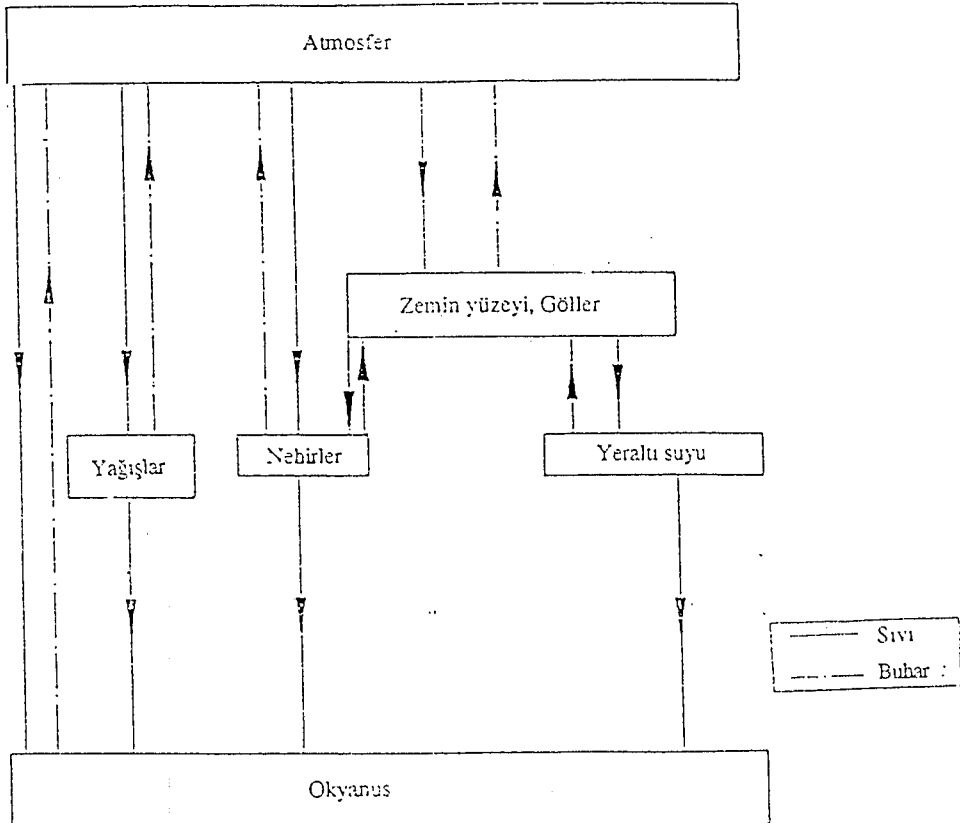 Atmosfer
Zemin yüzeyi, Göller
Yağışlar
Nehirler
Yeraltı suyu
Sıvı
Buhar
Okyanus